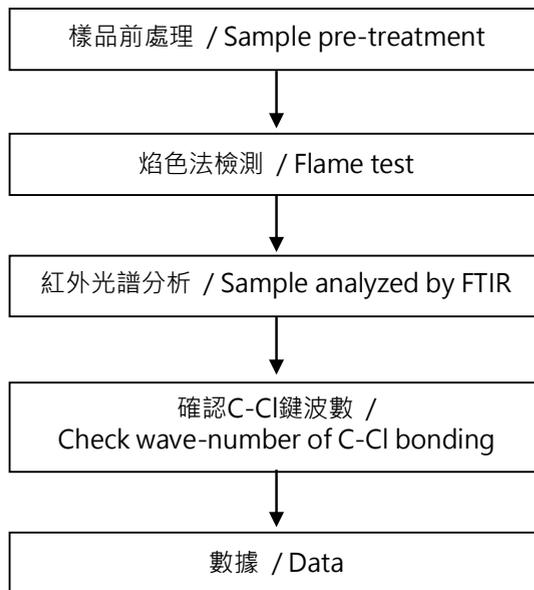 樣品前處理 / Sample pre-treatment
焰色法檢測 / Flame test
紅外光譜分析 / Sample analyzed by FTIR
確認C-Cl鍵波數 /
Check wave-number of C-Cl bonding
數據 / Data